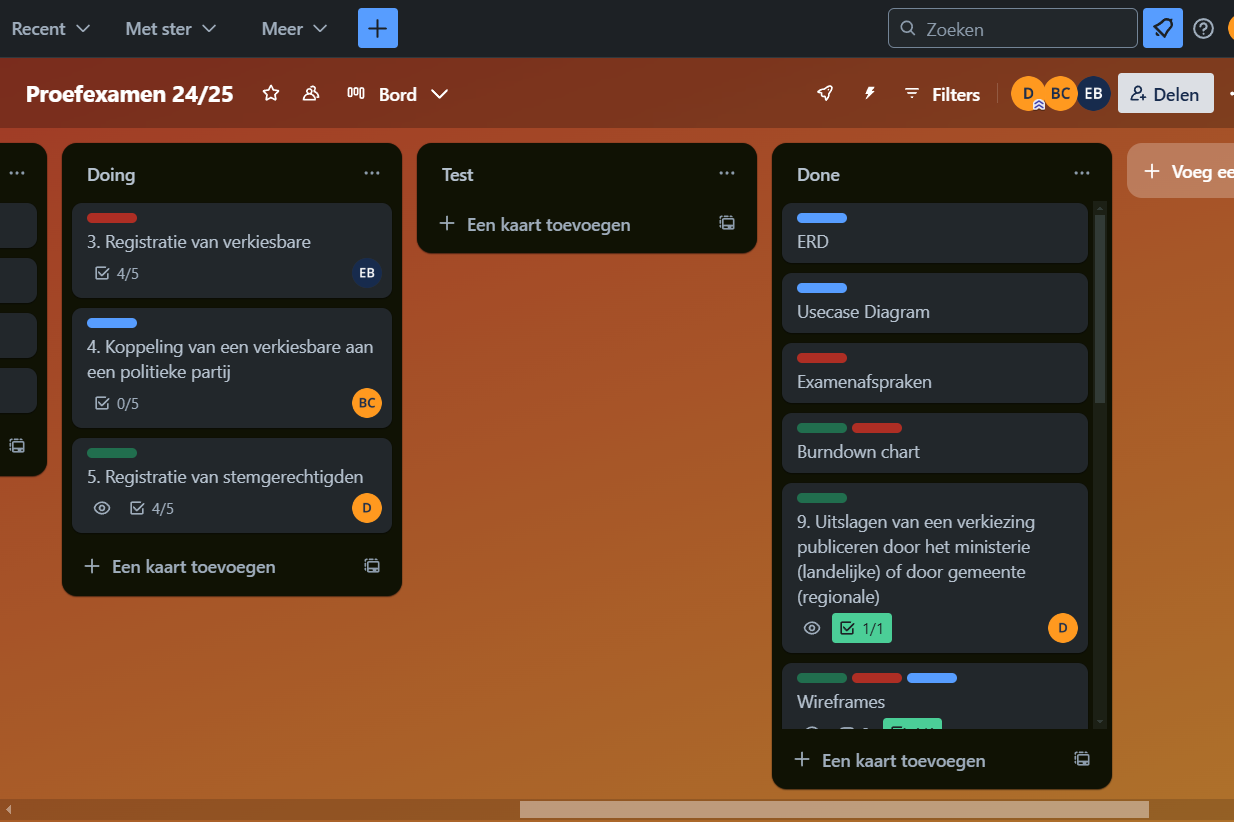 Recent
Met ster
Meer
Zoeken
Proefexamen 24/25
Bord
Filters
D
BC
EB
Delen
Doing
3. Registratie van verkiesbare
4/5
EB
4. Koppeling van een verkiesbare aan
een politieke partij
0/5
BC
5. Registratie van stemgerechtigden
4/5
D
Een kaart toevoegen
Test
Een kaart toevoegen
Done
ERD
Usecase Diagram
Examenafspraken
Burndown chart
9. Uitslagen van een verkiezing
publiceren door het ministerie
(landelijke) of door gemeente
(regionale)
1/1
D
Wireframes
Een kaart toevoegen
Voeg ee